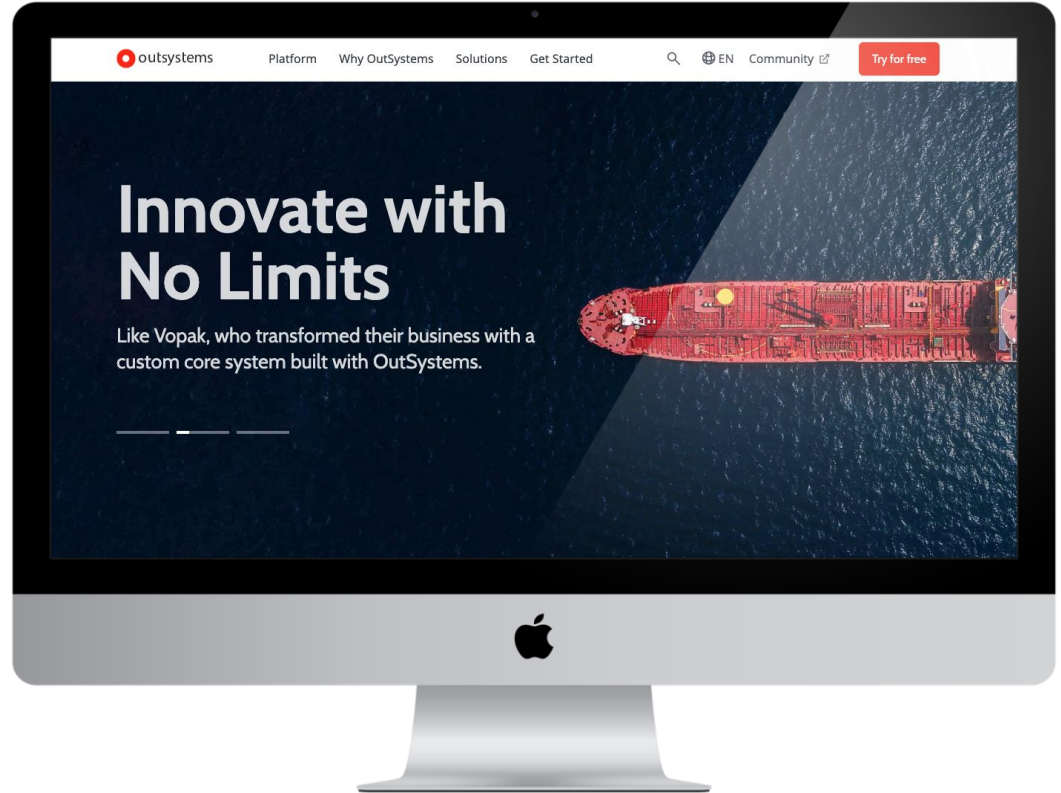 outsystems
Platform Why OutSystems Solutions Get Started EN Community Try for free
Innovate with
No Limits
Like Vopak, who transformed their business with a
custom core system built with OutSystems.